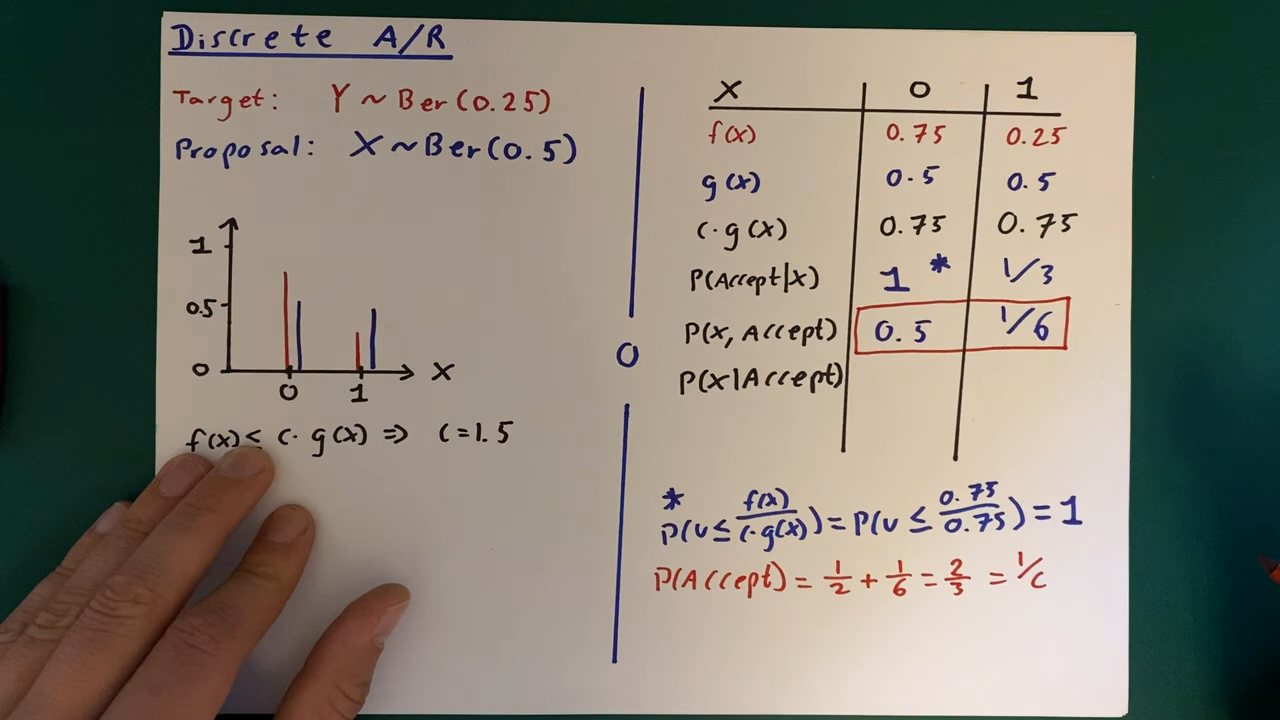 Discrete A/R
Target: Y ~ Ber(0.25)
Proposal: X ~ Ber(0.5)
1
0.5
0
0 1
X
f(x) ≤ c·g(x) ⇒ c=1.5
0
X 0 1
f(x) 0.75 0.25
g(x) 0.5 0.5
c·g(x) 0.75 0.75
P(Accept|X) 1 * 1/3
P(X, Accept) 0.5 1/6
P(X|Accept)
* P(U ≤ f(x)/c·g(x)) = P(U ≤ 0.75/0.75) = 1
P(Accept) = 1/2 + 1/6 = 2/3 = 1/c